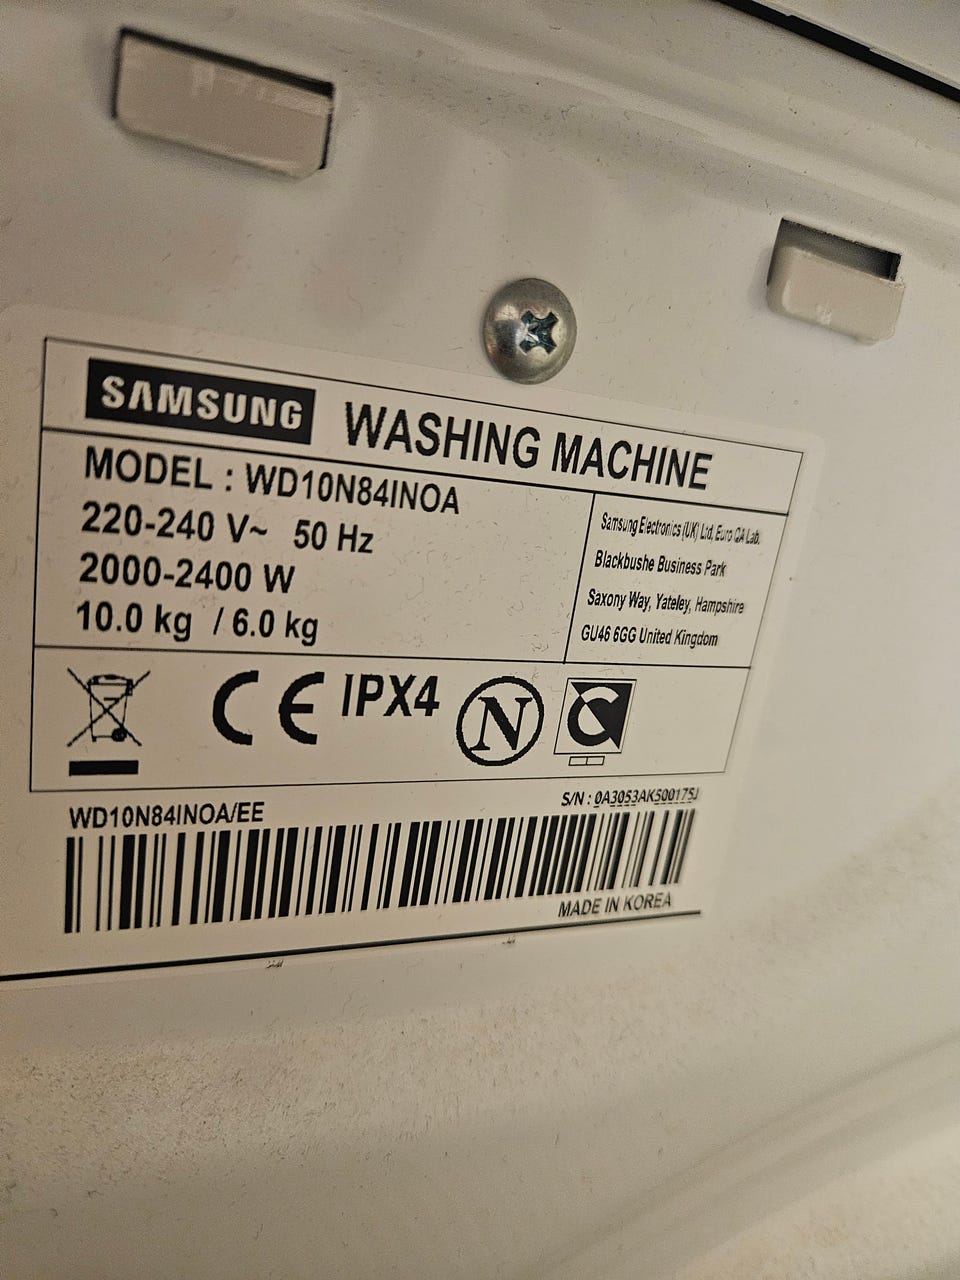 SAMSUNG WASHING MACHINE
MODEL : WD10N84INOA
220-240 V~ 50 Hz
2000-2400 W
10.0 kg / 6.0 kg
Samsung Electronics (UK) Ltd, Euro QA Lab.
Blackbushe Business Park
Saxony Way, Yateley, Hampshire
GU46 6GG United Kingdom
CE IPX4 N
WD10N84INOA/EE
S/N : 0A3053AK500175J
MADE IN KOREA